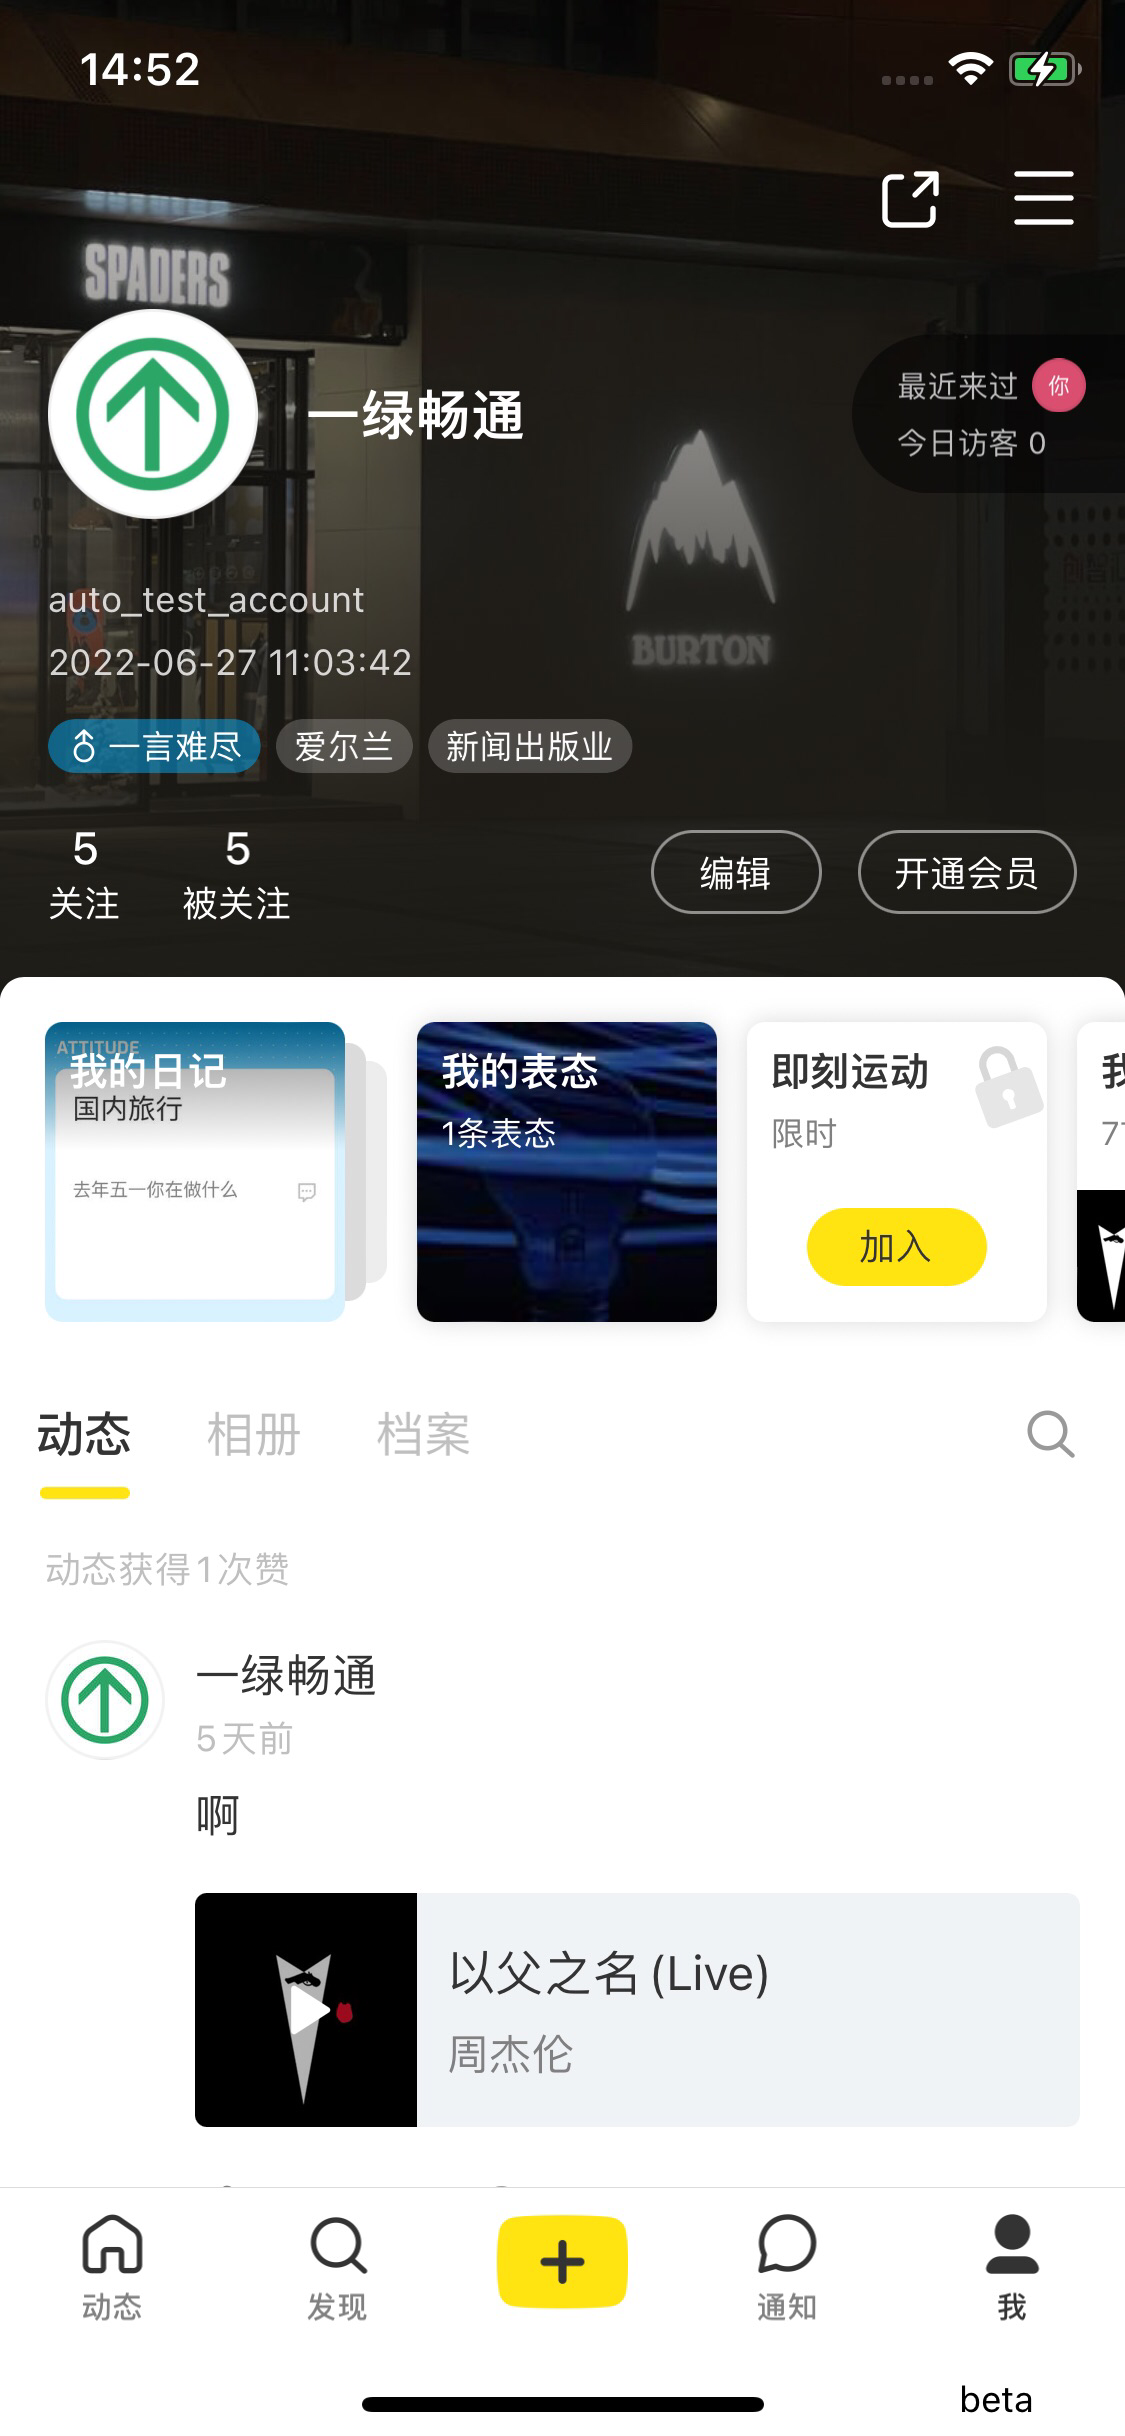 14:52
SPADERS
一绿畅通
最近来过 你
今日访客 0
BURTON
auto_test_account
2022-06-27 11:03:42
一言难尽 爱尔兰 新闻出版业
5 5
关注 被关注
编辑 开通会员
ATTITUDE
我的日记
国内旅行
去年五一你在做什么
我的表态
1条表态
即刻运动
限时
加入
动态 相册 档案
动态获得1次赞
一绿畅通
5天前
啊
以父之名 (Live)
周杰伦
动态 发现 通知 我
beta